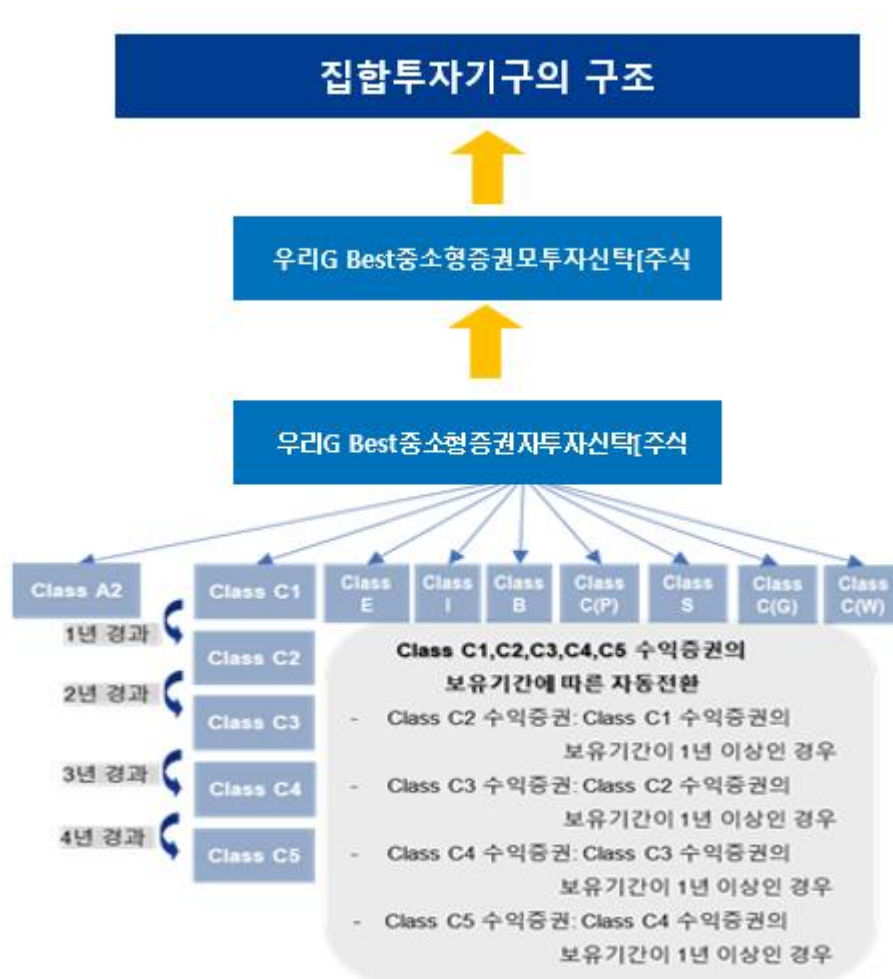 집합투자기구의 구조
우리G Best중소형증권모투자신탁[주식
우리G Best중소형증권자투자신탁[주식
Class A2
Class C1
Class
E
Class
I
Class
B
Class
C(P)
Class
S
Class
C(G)
Class
C(W)
1년 경과
Class C2
2년 경과
Class C3
3년 경과
Class C4
4년 경과
Class C5
Class C1,C2,C3,C4,C5 수익증권의
보유기간에 따른 자동전환
- Class C2 수익증권: Class C1 수익증권의
보유기간이 1년 이상인 경우
- Class C3 수익증권: Class C2 수익증권의
보유기간이 1년 이상인 경우
- Class C4 수익증권: Class C3 수익증권의
보유기간이 1년 이상인 경우
- Class C5 수익증권: Class C4 수익증권의
보유기간이 1년 이상인 경우